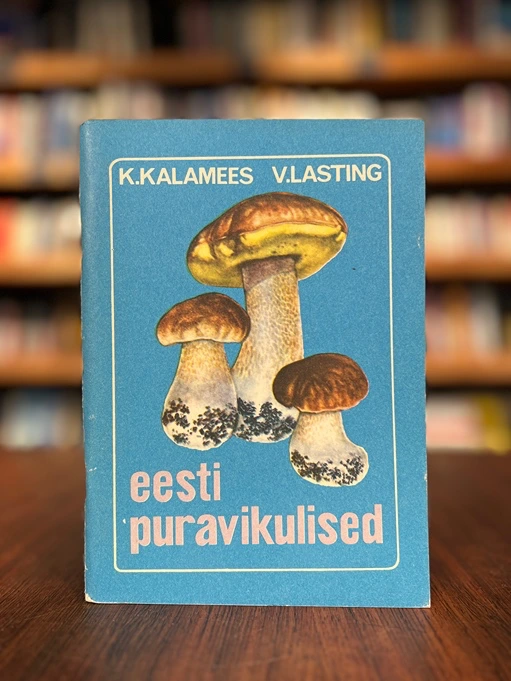 K.KALAMEES V.LASTING
eesti
puravikulised